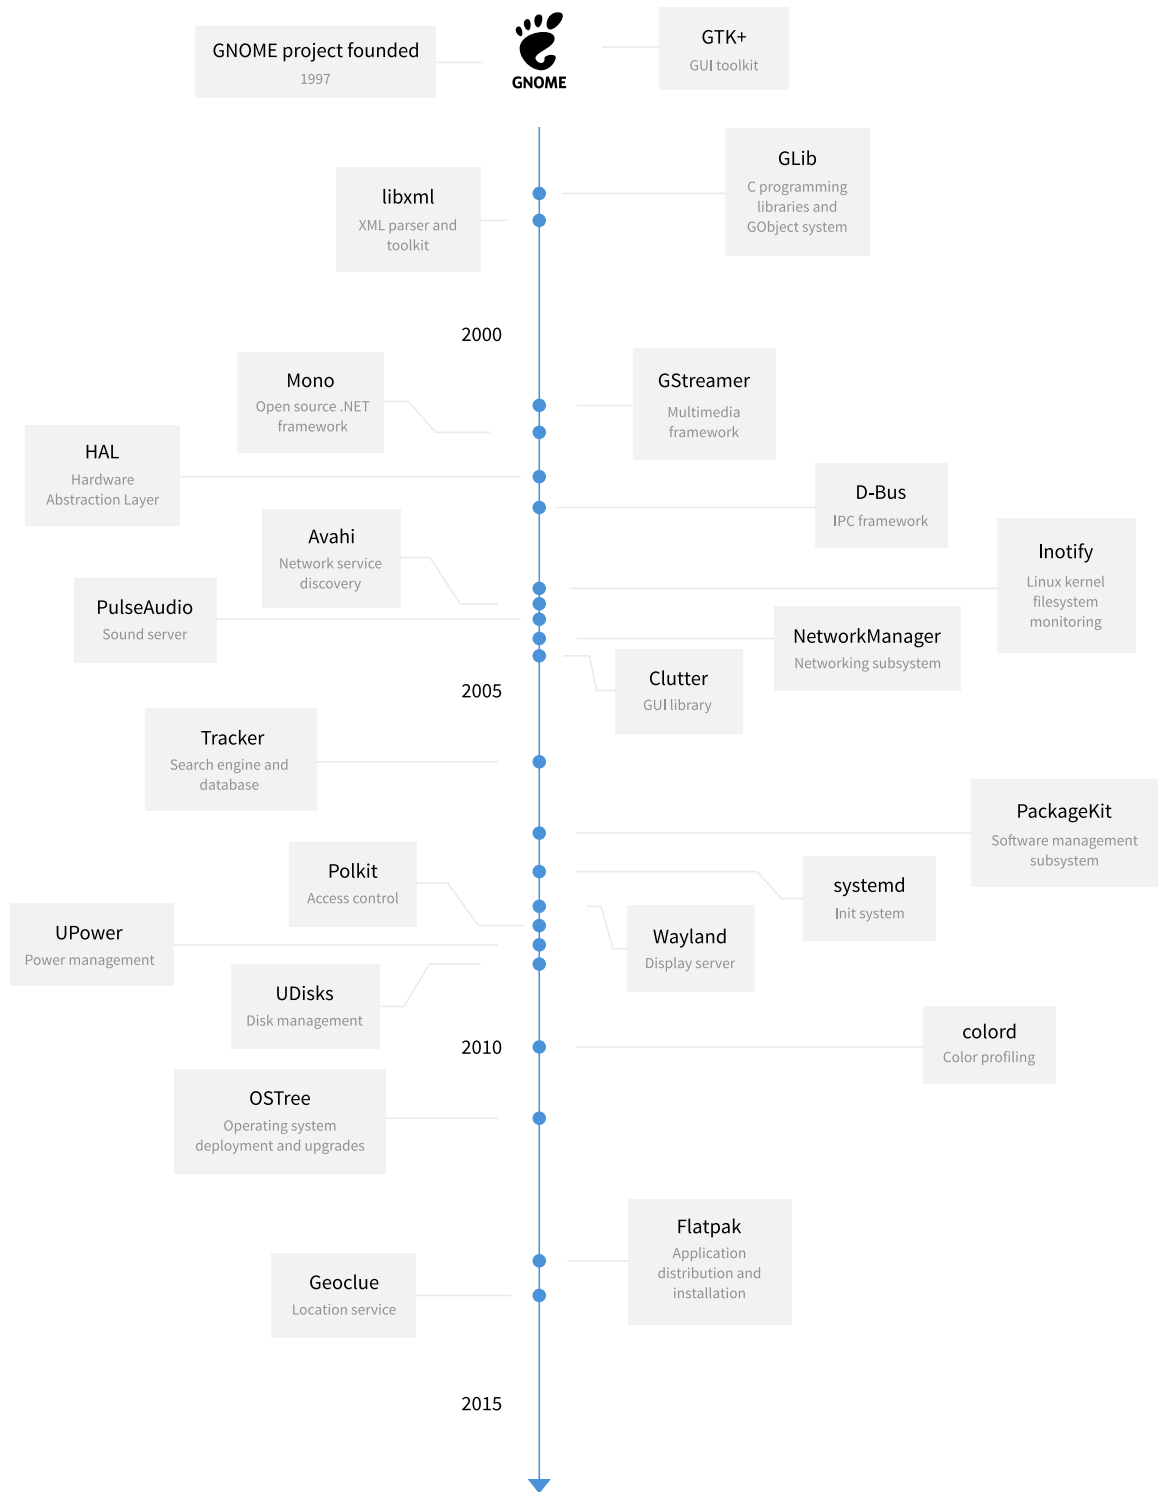 GNOME project founded
1997
GNOME
GTK+
GUI toolkit
GLib
C programming
libraries and
GObject system
libxml
XML parser and
toolkit
2000
Mono
Open source .NET
framework
GStreamer
Multimedia
framework
HAL
Hardware
Abstraction Layer
D-Bus
IPC framework
Avahi
Network service
discovery
Inotify
Linux kernel
filesystem
monitoring
PulseAudio
Sound server
NetworkManager
Networking subsystem
Clutter
GUI library
2005
Tracker
Search engine and
database
PackageKit
Software management
subsystem
Polkit
Access control
systemd
Init system
UPower
Power management
Wayland
Display server
UDisks
Disk management
colord
Color profiling
2010
OSTree
Operating system
deployment and upgrades
Flatpak
Application
distribution and
installation
Geoclue
Location service
2015